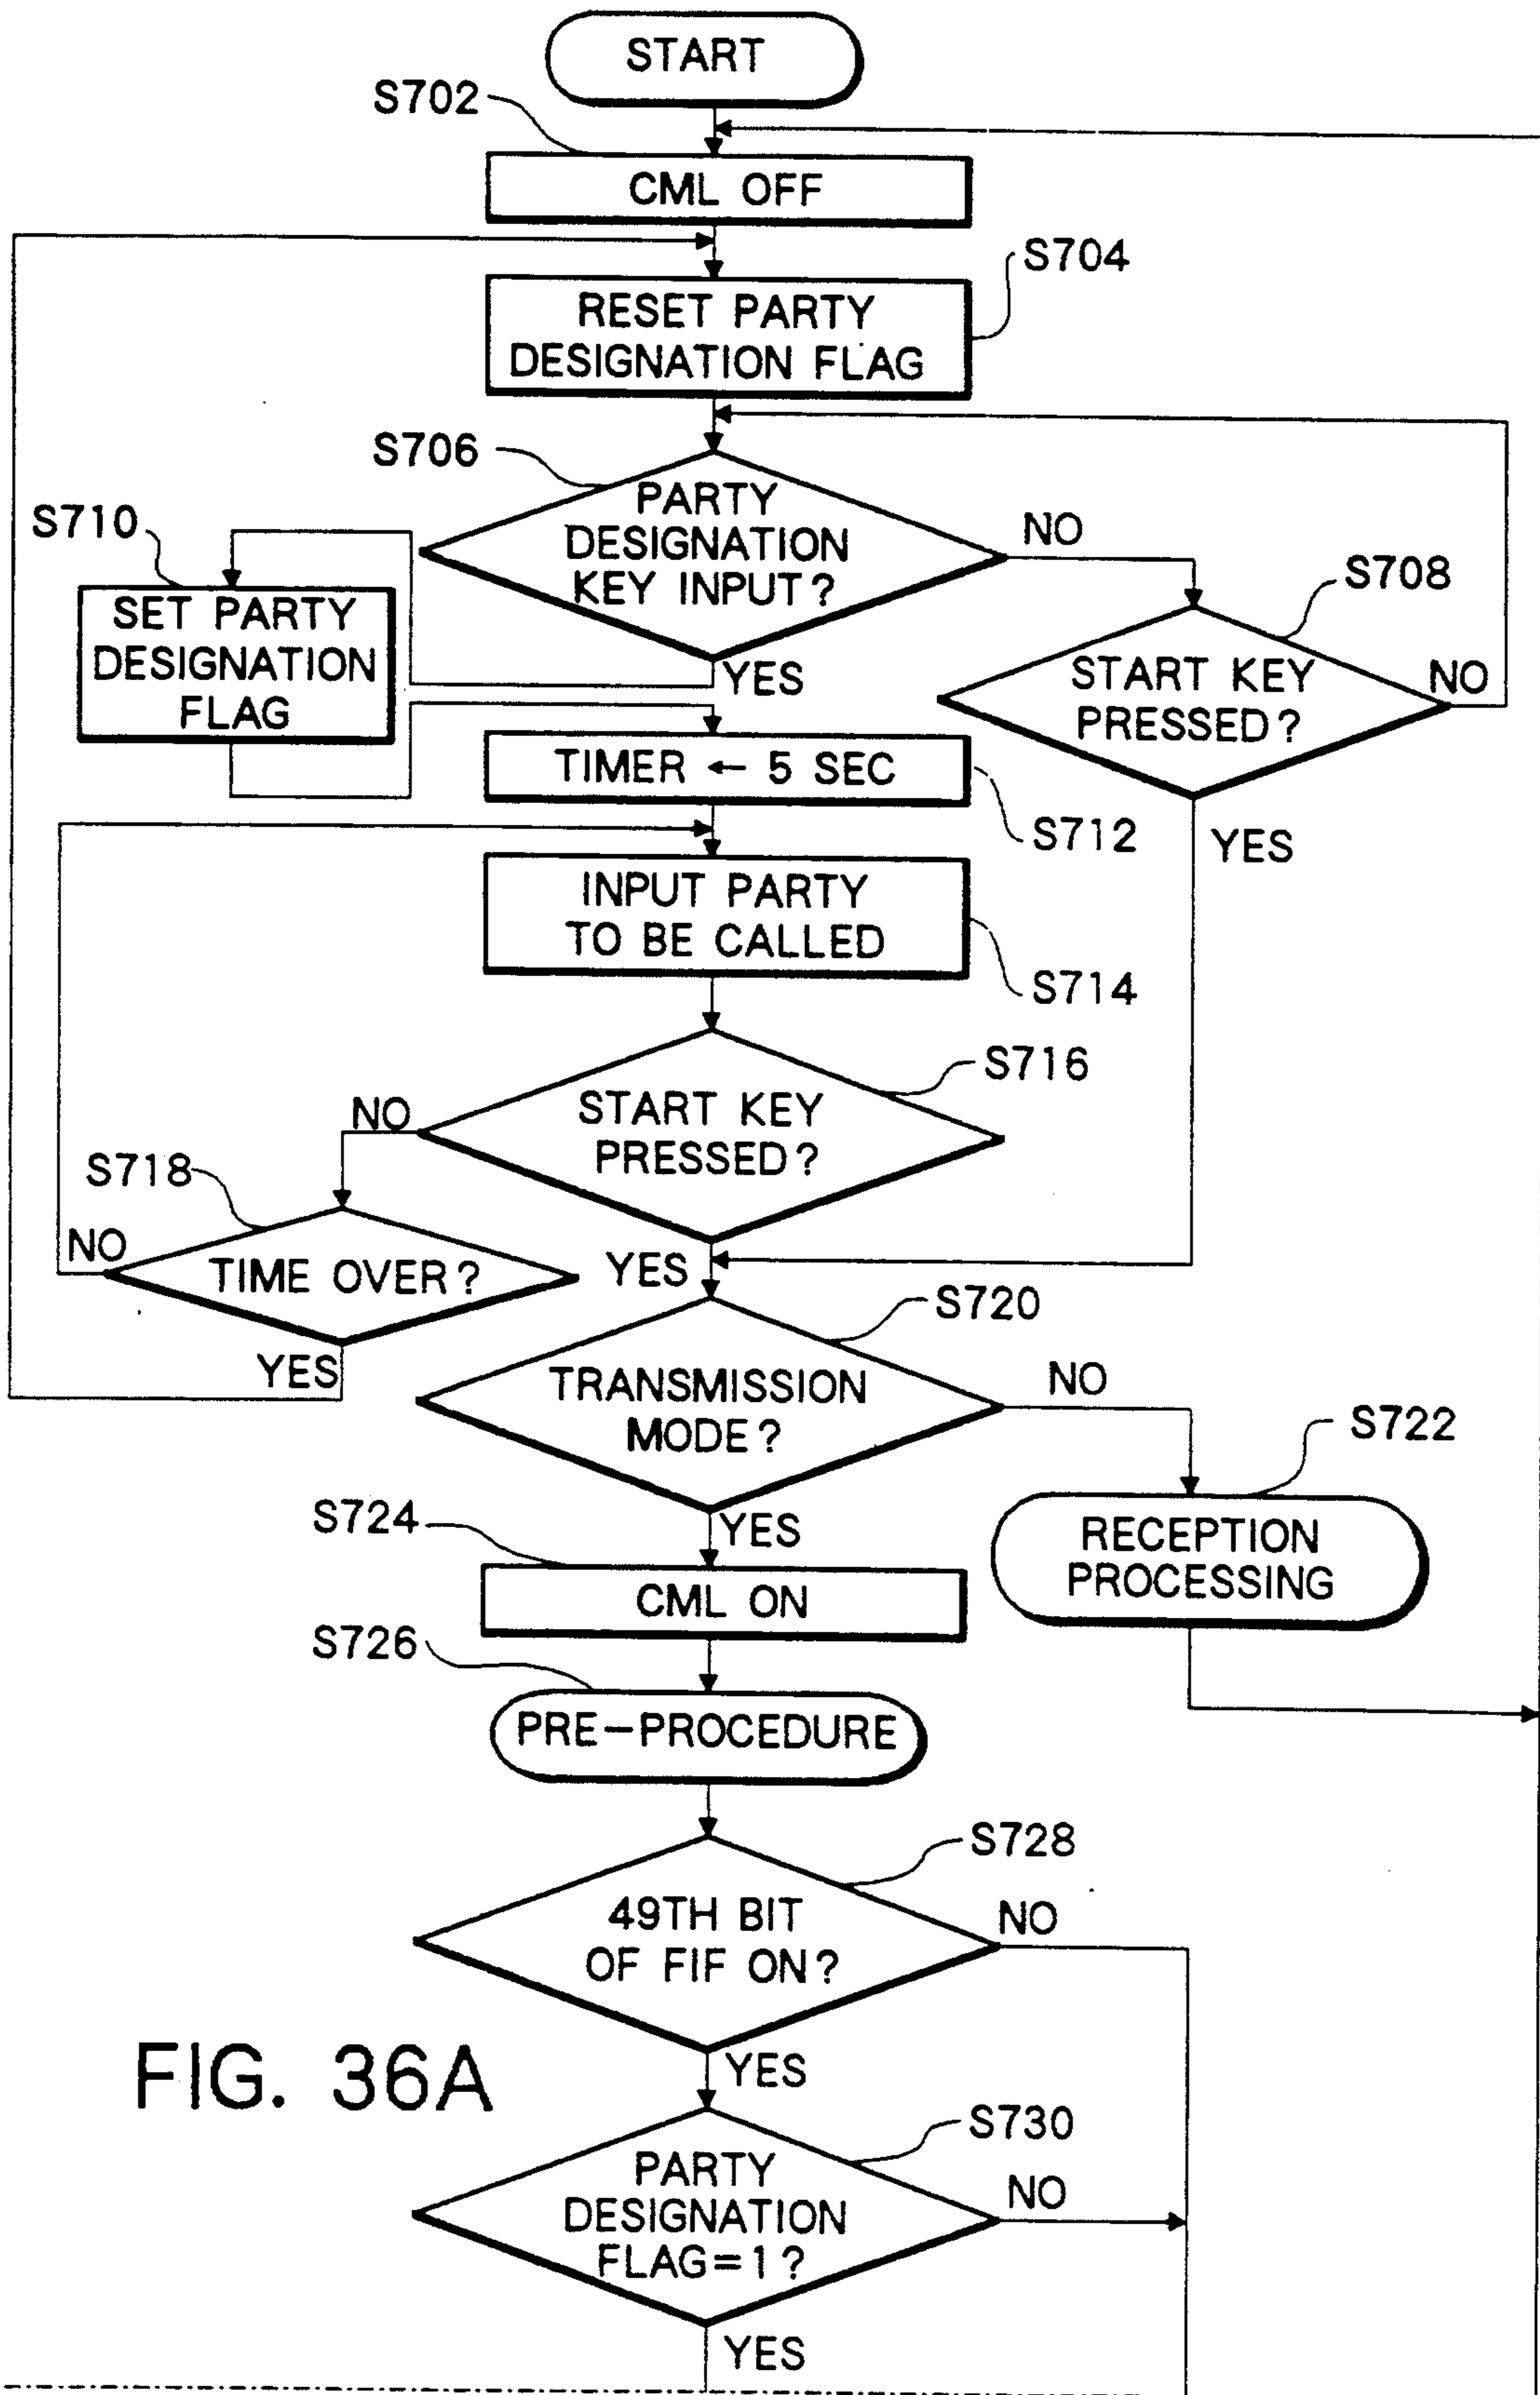 START
S702
CML OFF
S704
RESET PARTY
DESIGNATION FLAG
S706
PARTY
DESIGNATION
KEY INPUT?
NO
YES
S710
SET PARTY
DESIGNATION
FLAG
S708
START KEY
PRESSED?
NO
YES
TIMER ← 5 SEC
S712
INPUT PARTY
TO BE CALLED
S714
S716
START KEY
PRESSED?
NO
YES
S718
TIME OVER?
NO
YES
S720
TRANSMISSION
MODE?
NO
YES
S722
RECEPTION
PROCESSING
S724
CML ON
S726
PRE-PROCEDURE
S728
49TH BIT
OF FIF ON?
NO
YES
FIG. 36A
S730
PARTY
DESIGNATION
FLAG=1?
NO
YES